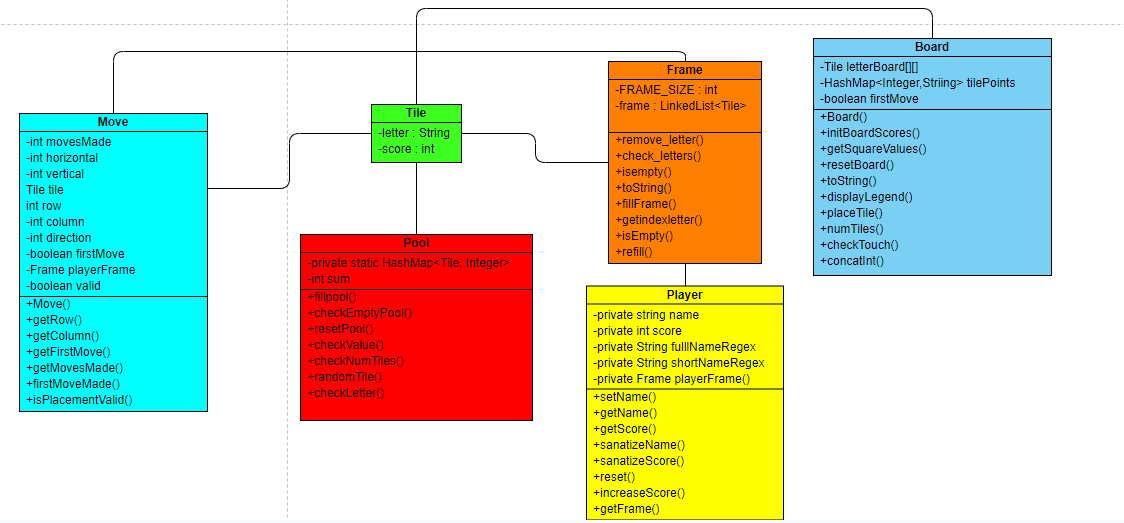 Move
-int movesMade
-int horizontal
-int vertical
Tile tile
int row
-int column
-int direction
-boolean firstMove
-Frame playerFrame
-boolean valid
+Move()
+getRow()
+getColumn()
+getFirstMove()
+getMovesMade()
+firstMoveMade()
+isPlacementValid()
Tile
-letter : String
-score : int
Pool
-private static HashMap<Tile, Integer>
-int sum
+fillpool()
+checkEmptyPool()
+resetPool()
+checkValue()
+checkNumTiles()
+randomTile()
+checkLetter()
Frame
-FRAME_SIZE : int
-frame : LinkedList<Tile>
+remove_letter()
+check_letters()
+isempty()
+toString()
+fillFrame()
+getindexletter()
+isEmpty()
+refill()
Player
-private string name
-private int score
-private String fulllNameRegex
-private String shortNameRegex
-private Frame playerFrame()
+setName()
+getName()
+getScore()
+sanatizeName()
+sanatizeScore()
+reset()
+increaseScore()
+getFrame()
Board
-Tile letterBoard[][]
-HashMap<Integer,Striing> tilePoints
-boolean firstMove
+Board()
+initBoardScores()
+getSquareValues()
+resetBoard()
+toString()
+displayLegend()
+placeTile()
+numTiles()
+checkTouch()
+concatInt()